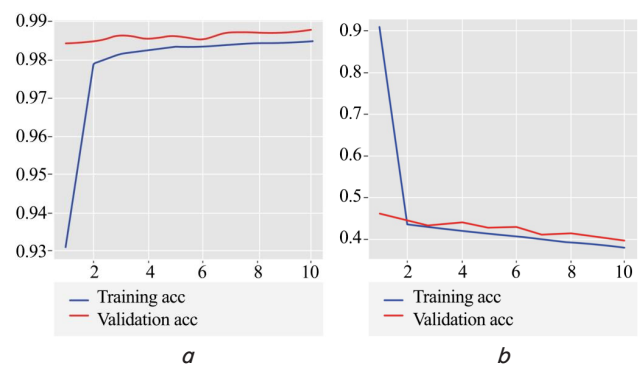 0.99
0.98
0.97
0.96
0.95
0.94
0.93
2 4 6 8 10
Training acc
Validation acc
a
0.9
0.8
0.7
0.6
0.5
0.4
2 4 6 8 10
Training acc
Validation acc
b